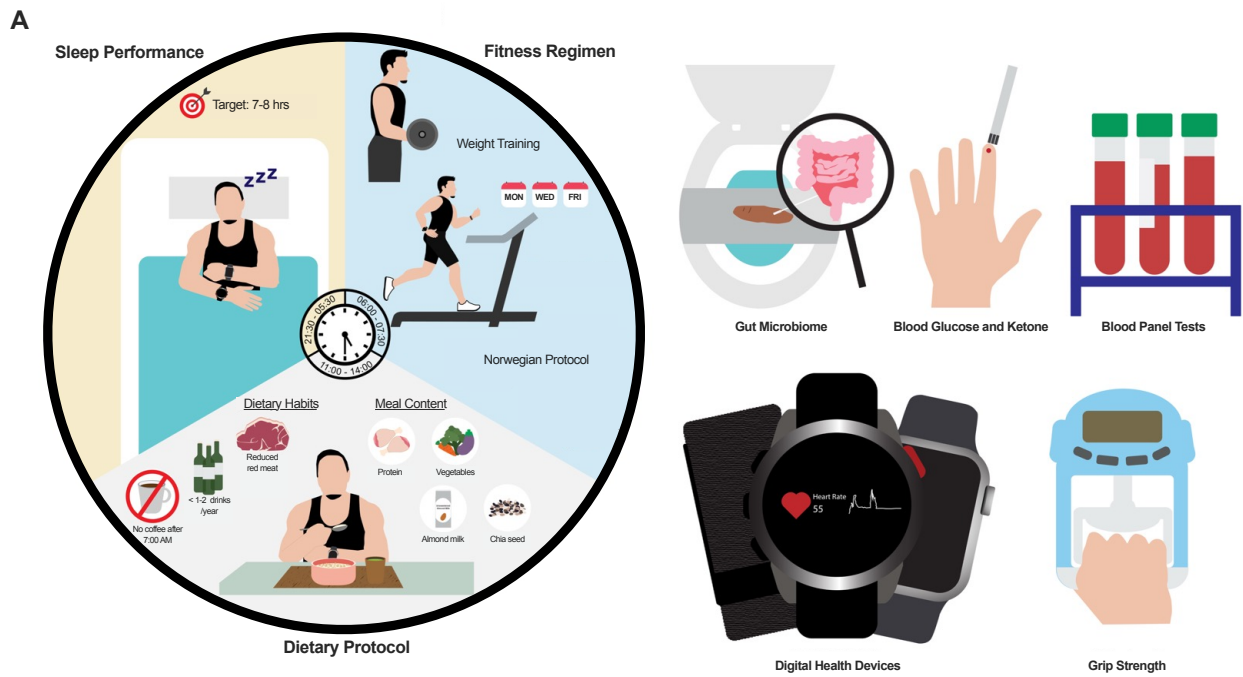 A
Sleep Performance
Fitness Regimen
Target: 7-8 hrs
zzz
Weight Training
MON WED FRI
21:30 - 05:30
06:00 - 07:30
11:00 - 14:00
Norwegian Protocol
Dietary Habits
Meal Content
Reduced
red meat
Protein
Vegetables
< 1-2 drinks
/year
No coffee after
7:00 AM
Almond milk
Chia seed
Dietary Protocol
Gut Microbiome
Blood Glucose and Ketone
Blood Panel Tests
Heart Rate
55
Digital Health Devices
Grip Strength